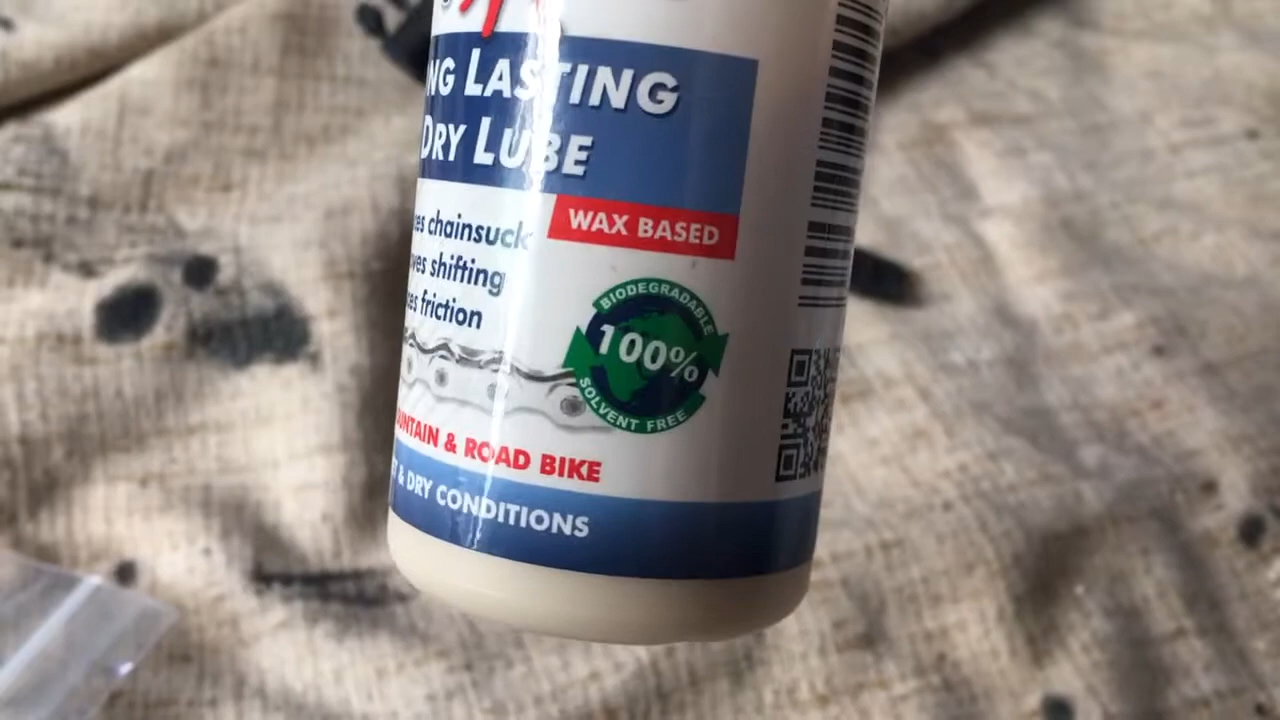 NG LASTING
DRY LUBE
WAX BASED
es chainsuck
ves shifting
es friction
BIODEGRADABLE
100%
SOLVENT FREE
UNTAIN & ROAD BIKE
T & DRY CONDITIONS